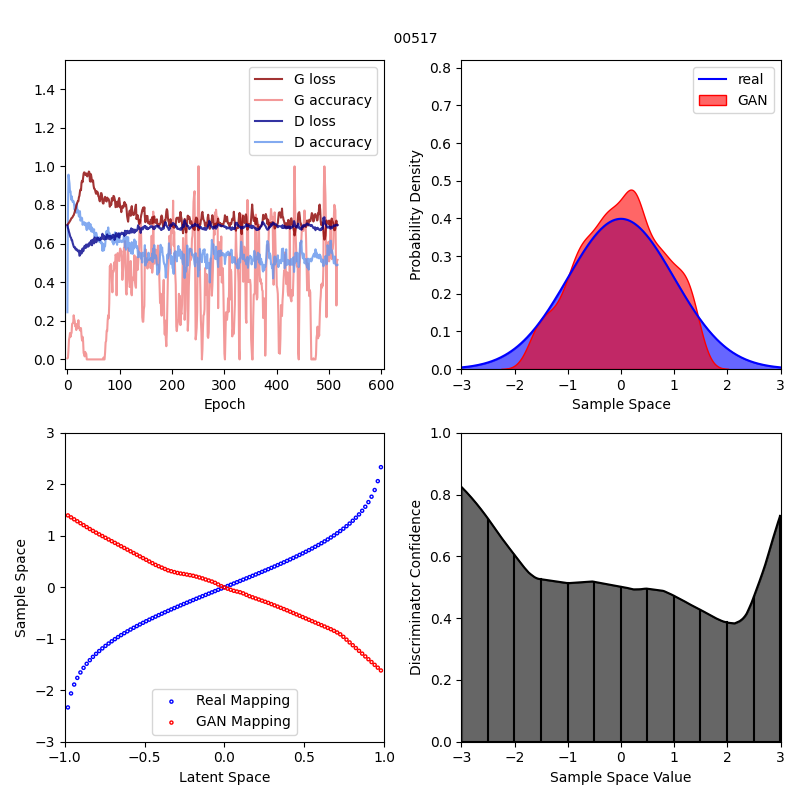 00517
G loss
G accuracy
D loss
D accuracy
1.4
1.2
1.0
0.8
0.6
0.4
0.2
0.0
0 100 200 300 400 500 600
Epoch
real
GAN
Probability Density
0.8
0.7
0.6
0.5
0.4
0.3
0.2
0.1
0.0
−3 −2 −1 0 1 2 3
Sample Space
Sample Space
3
2
1
0
−1
−2
−3
Real Mapping
GAN Mapping
−1.0 −0.5 0.0 0.5 1.0
Latent Space
Discriminator Confidence
1.0
0.8
0.6
0.4
0.2
0.0
−3 −2 −1 0 1 2 3
Sample Space Value